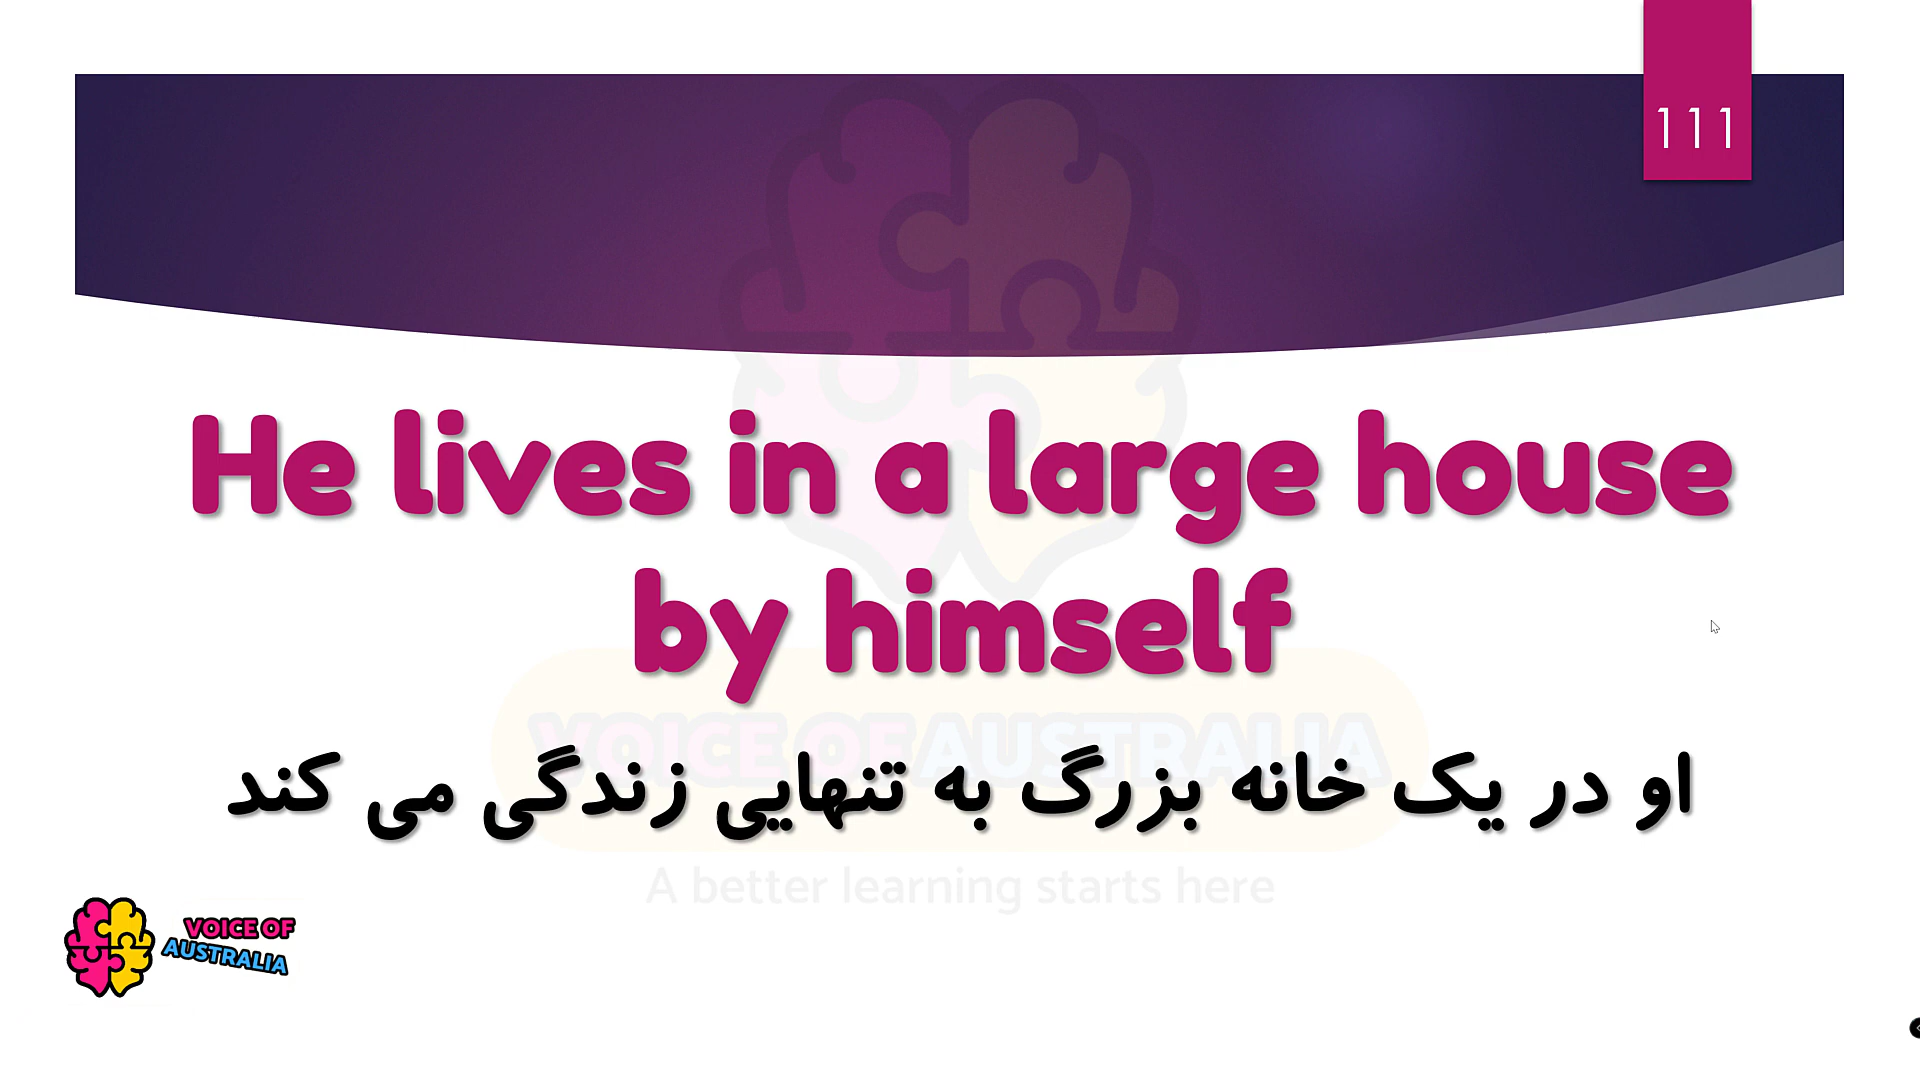 111
He lives in a large house
by himself
VOICE OF AUSTRALIA
او در یک خانه بزرگ به تنهایی زندگی می کند
A better learning starts here
VOICE OF
AUSTRALIA